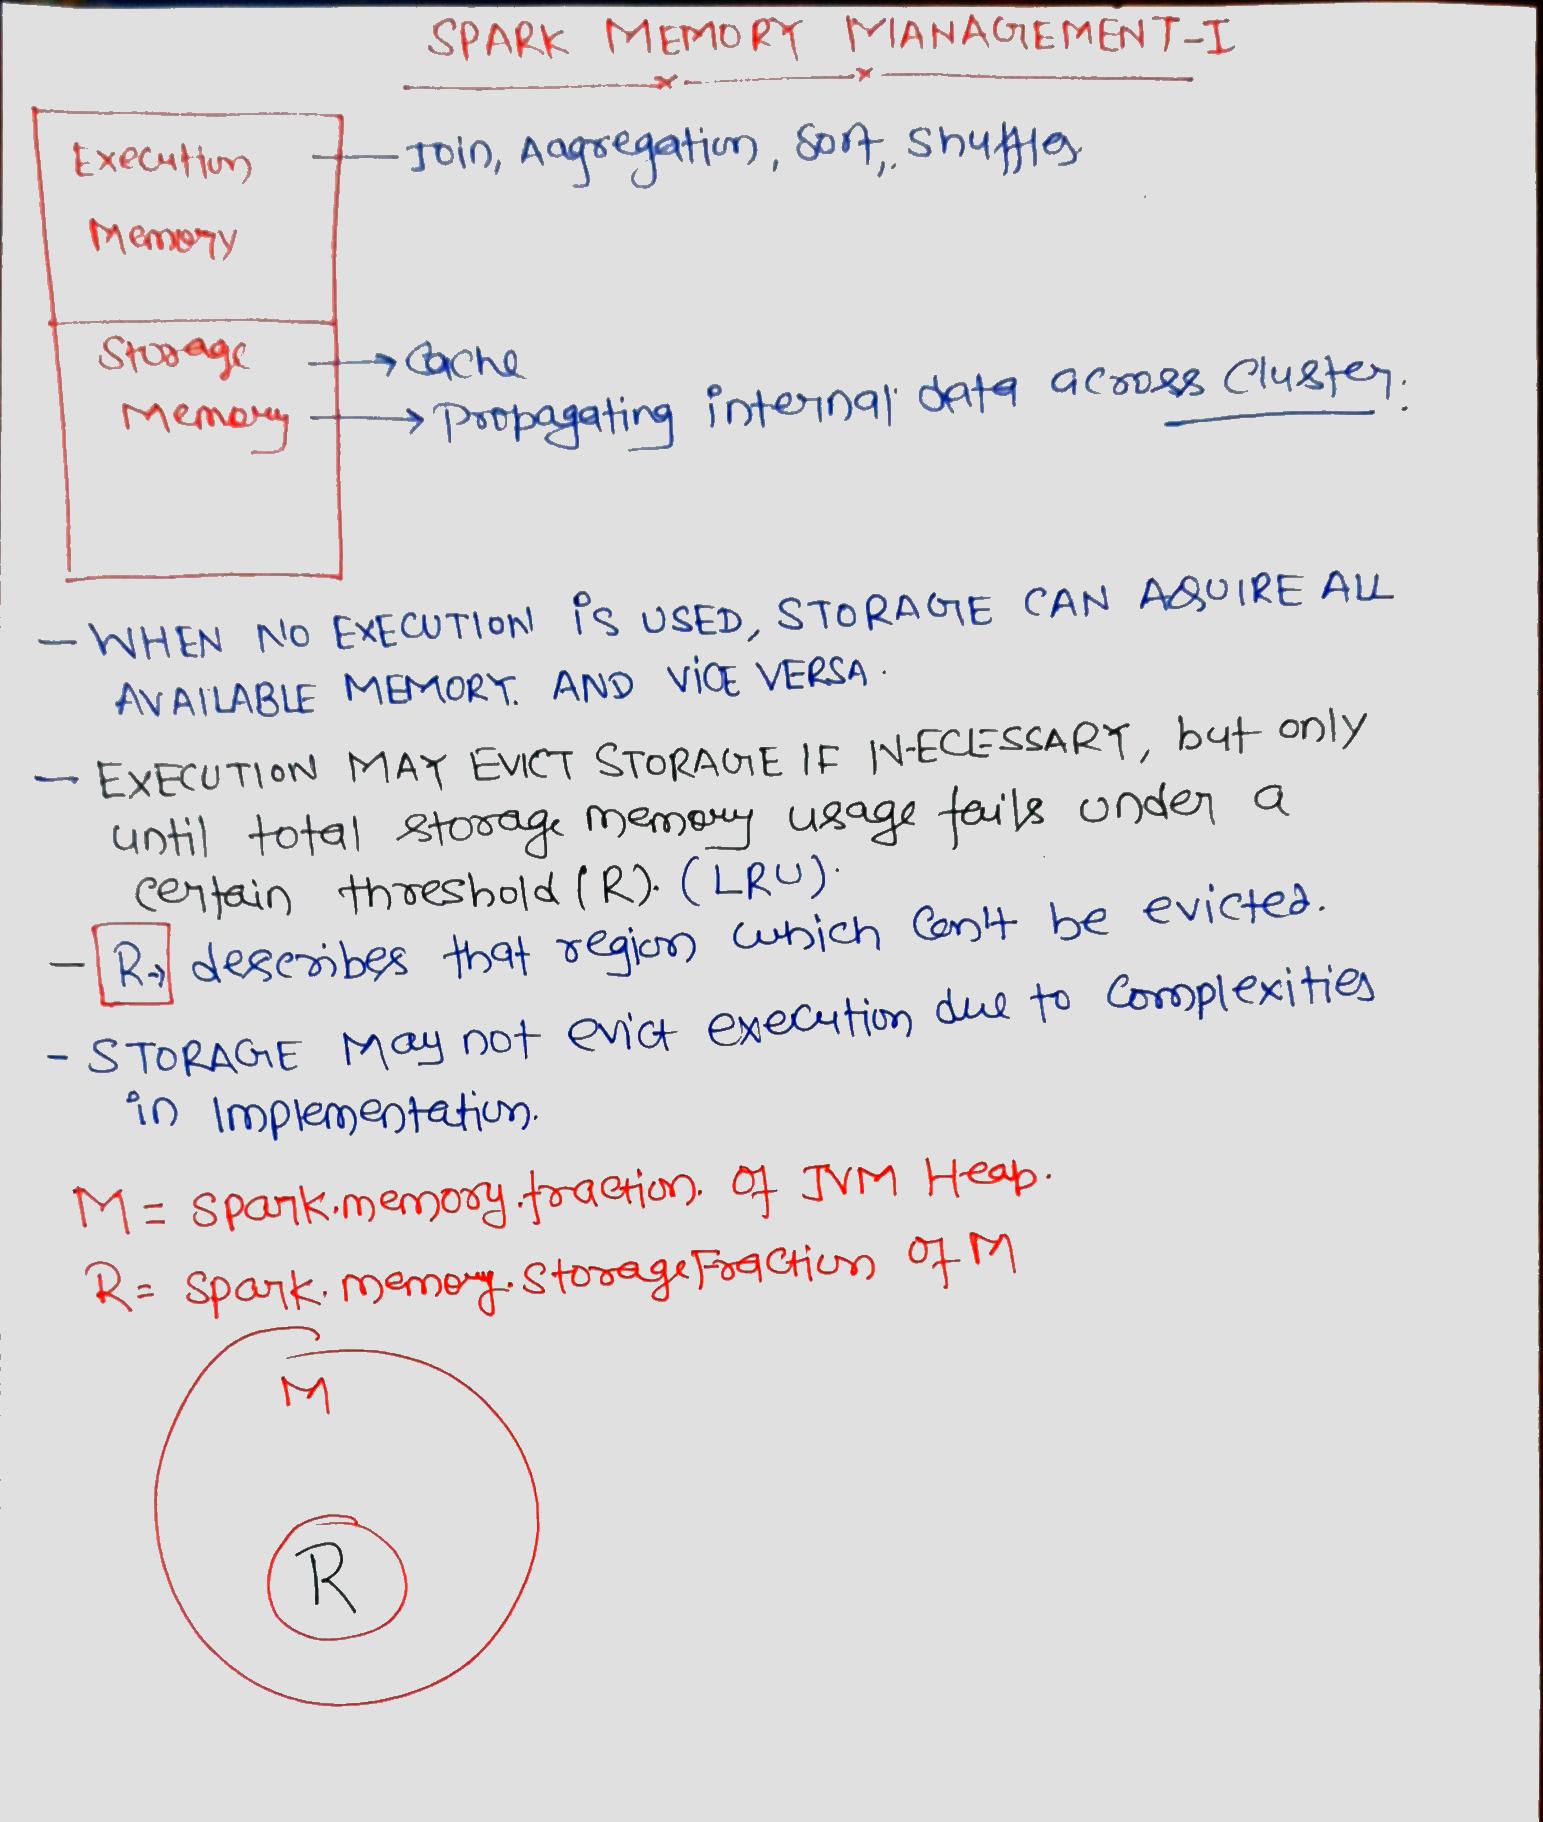 SPARK MEMORY MANAGEMENT-I
Execution — Join, Aagregation, Sort, Shuffles
Memory
Storage → Cache
Memory → Propagating internal data across Cluster.
— WHEN NO EXECUTION is USED, STORAGE CAN AQUIRE ALL
AVAILABLE MEMORY. AND VICE VERSA.
— EXECUTION MAY EVICT STORAGE IF NECESSARY, but only
until total storage memory usage falls under a
certain threshold (R). (LRU).
— R→ describes that region which can't be evicted.
- STORAGE May not evict execution due to Complexities
in Implementation.
M = spark.memory.fraction. of JVM Heap.
R = spark.memory.StorageFraction of M
M
R